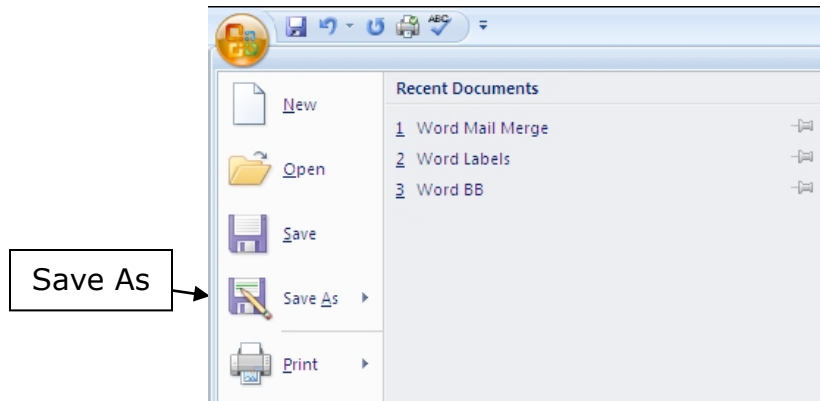 ABC
Recent Documents
New
1 Word Mail Merge
2 Word Labels
Open
3 Word BB
Save
Save As
Save As
Print